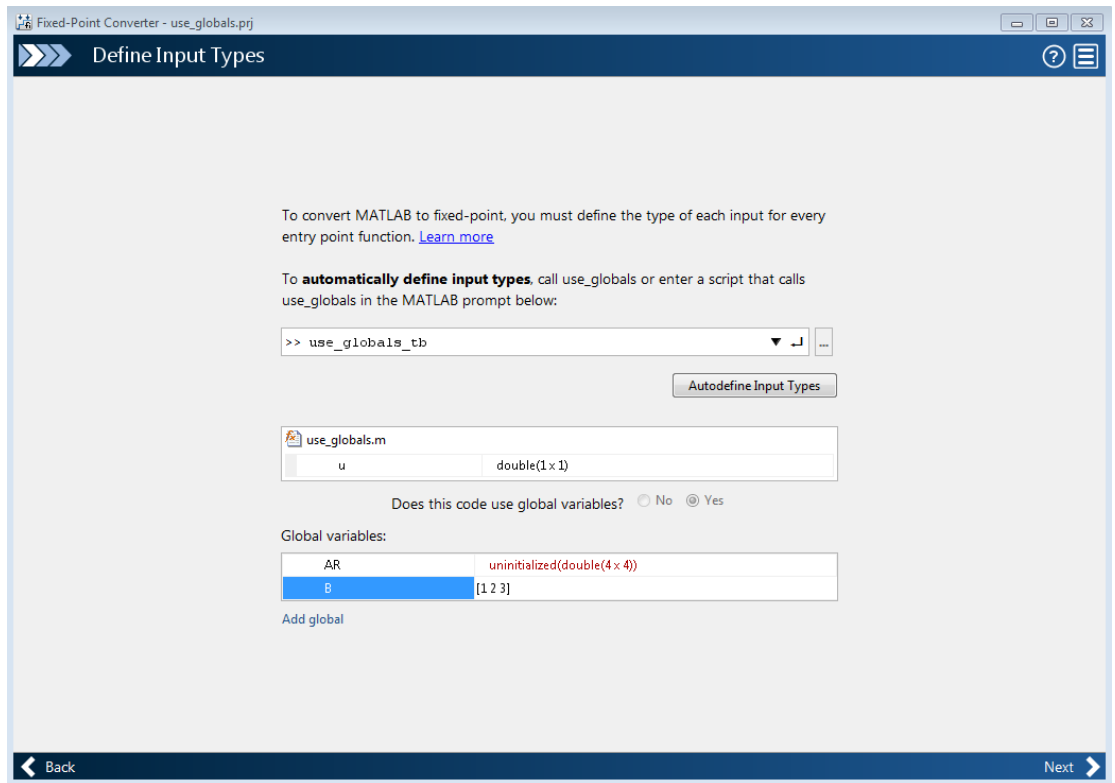 Fixed-Point Converter - use_globals.prj
Define Input Types
To convert MATLAB to fixed-point, you must define the type of each input for every
entry point function. Learn more
To automatically define input types, call use_globals or enter a script that calls
use_globals in the MATLAB prompt below:
>> use_globals_tb
...
Autodefine Input Types
use_globals.m
u double(1 x 1)
Does this code use global variables? No Yes
Global variables:
AR uninitialized(double(4 x 4))
B [1 2 3]
Add global
Back Next